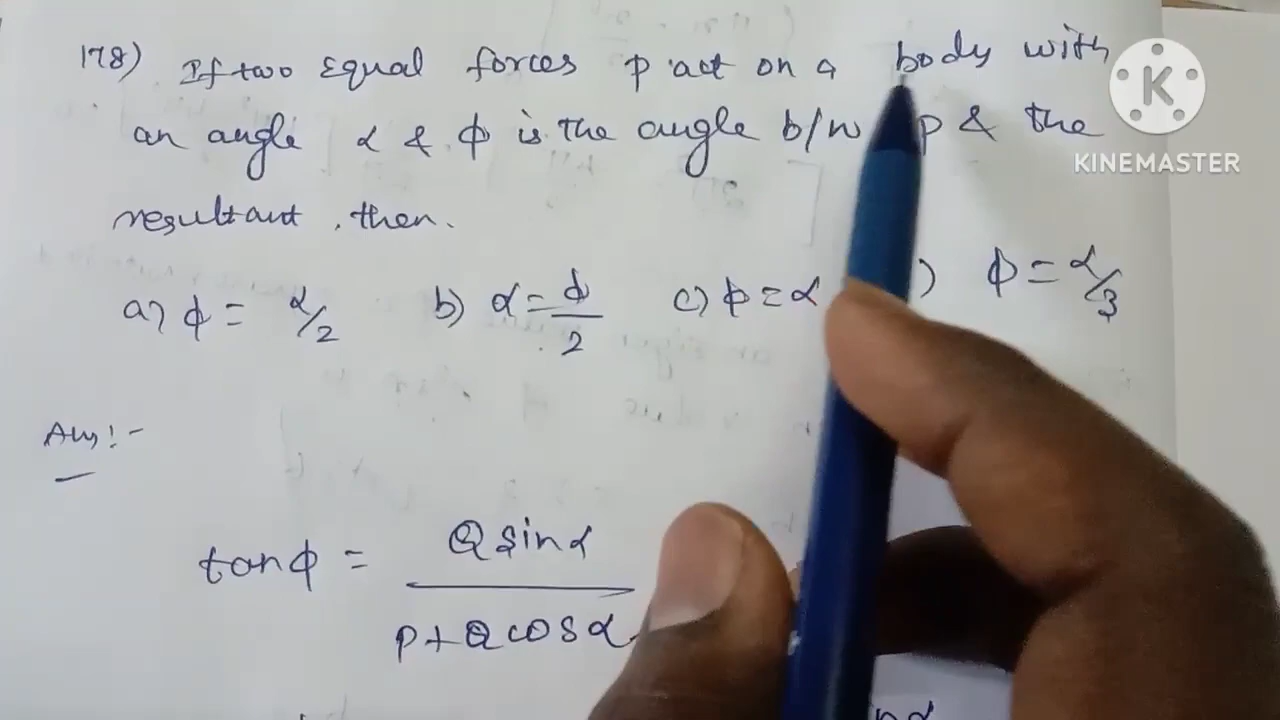 178) If two equal forces P act on a body with
an angle α & ϕ is the angle b/w P & the
resultant, then.
a) ϕ = α/2 b) α = ϕ/2 c) ϕ = α ) ϕ = α/3
Ans:-
tanϕ = Q sinα / P + Q cosα
K
KINEMASTER